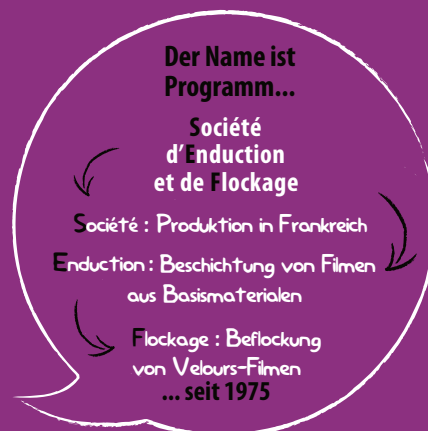 Der Name ist
Programm...
Société
d'Enduction
et de Flockage
Société : Produktion in Frankreich
Enduction : Beschichtung von Filmen
aus Basismaterialen
Flockage : Beflockung
von Velours-Filmen
... seit 1975